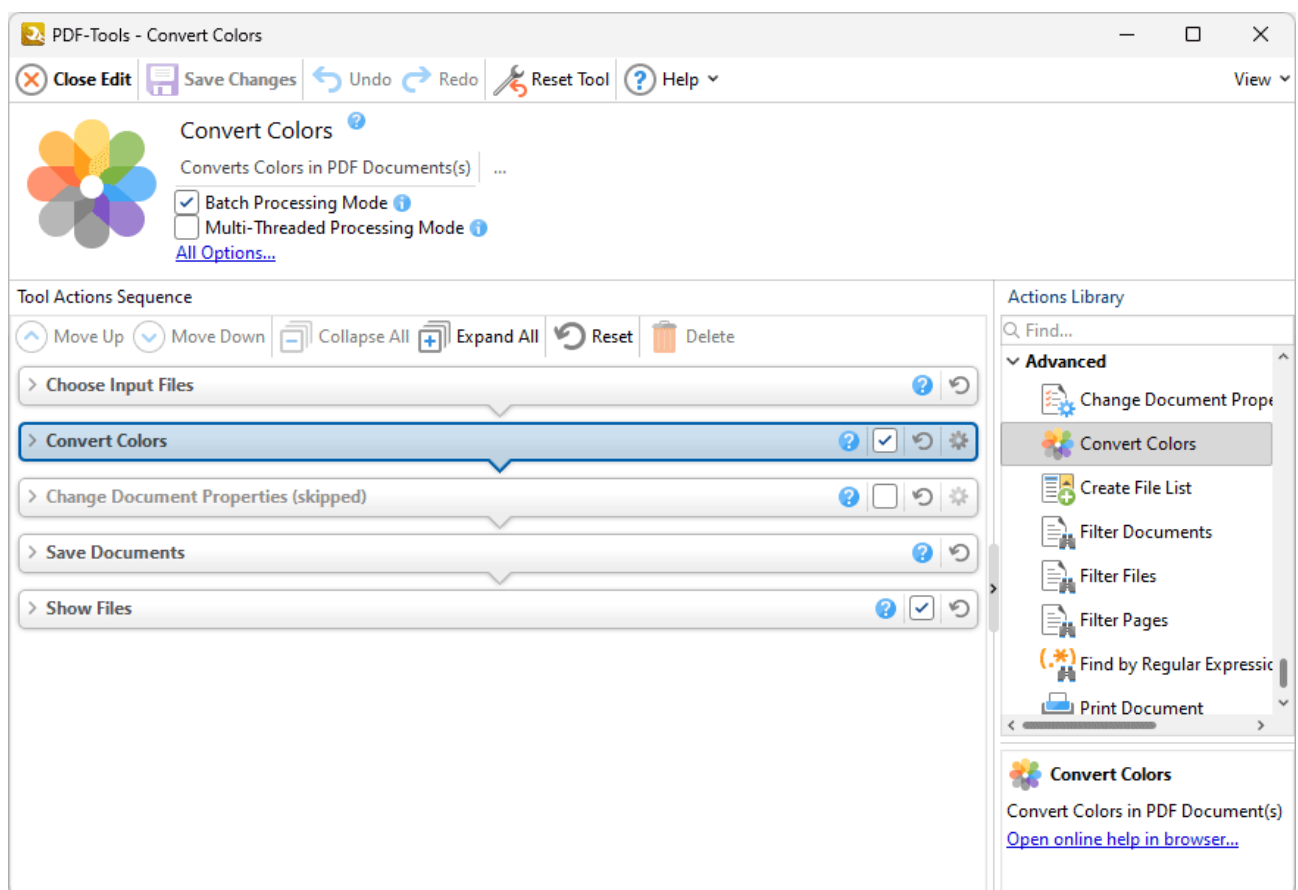 PDF-Tools - Convert Colors
Close Edit Save Changes Undo Redo Reset Tool Help View
Convert Colors
Converts Colors in PDF Documents(s) ...
Batch Processing Mode
Multi-Threaded Processing Mode
All Options...
Tool Actions Sequence
Move Up Move Down Collapse All Expand All Reset Delete
Choose Input Files
Convert Colors
Change Document Properties (skipped)
Save Documents
Show Files
Actions Library
Find...
Advanced
Change Document Prope
Convert Colors
Create File List
Filter Documents
Filter Files
Filter Pages
Find by Regular Expressic
Print Document
Convert Colors
Convert Colors in PDF Document(s)
Open online help in browser...